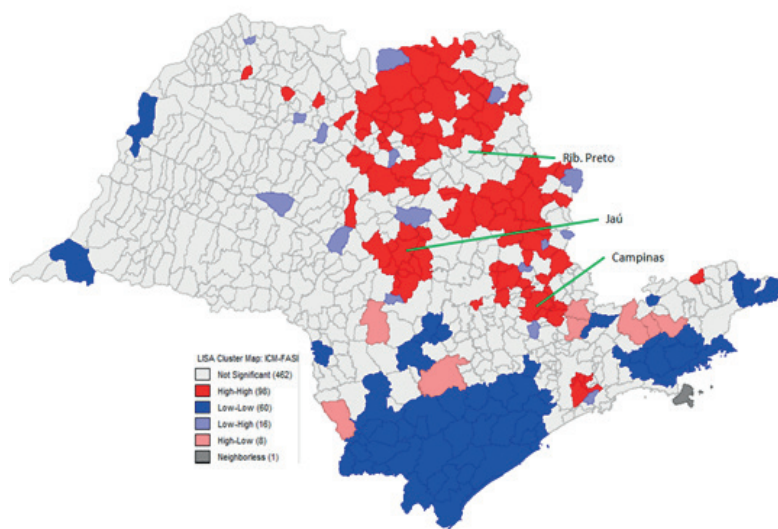 Rib. Preto
Jaú
Campinas
LISA Cluster Map: ICM-FASI
Not Significant (462)
High-High (98)
Low-Low (60)
Low-High (16)
High-Low (8)
Neighborless (1)